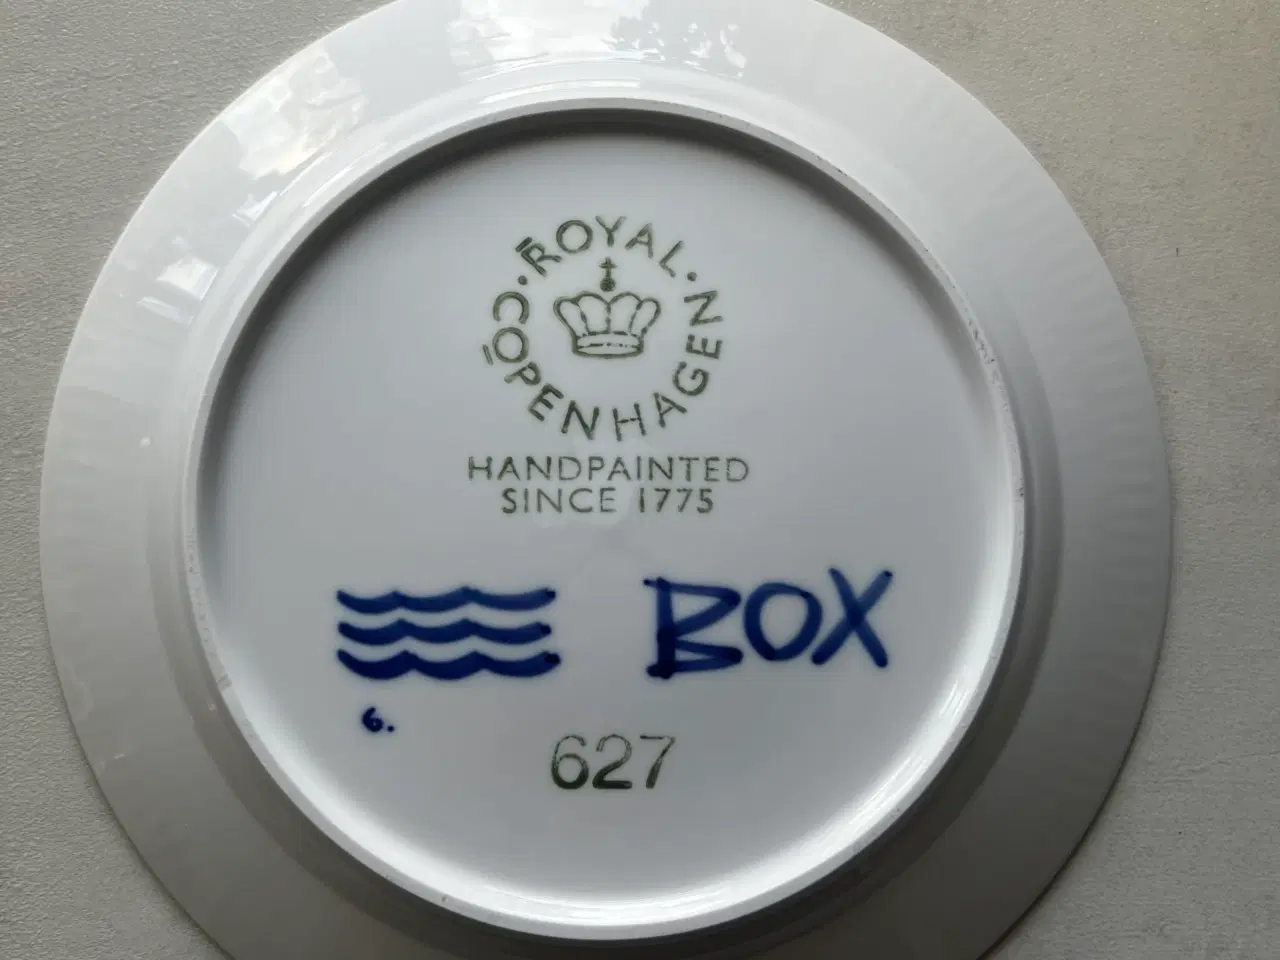 ROYAL
COPENHAGEN
HANDPAINTED
SINCE 1775
BOX
6.
627